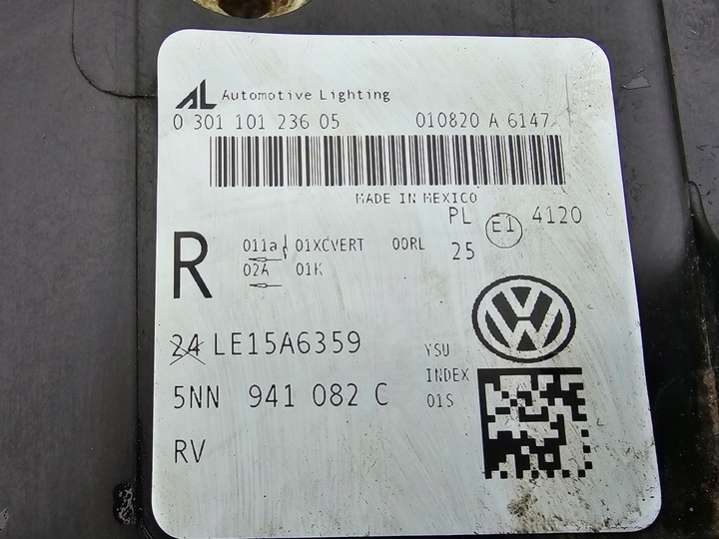 AL Automotive Lighting
0 301 101 236 05 010820 A 6147
MADE IN MEXICO
PL E1 4120
R 011a 01XCVERT 00RL 25
02A 01K
24 LE15A6359 YSU
5NN 941 082 C INDEX
01S
RV